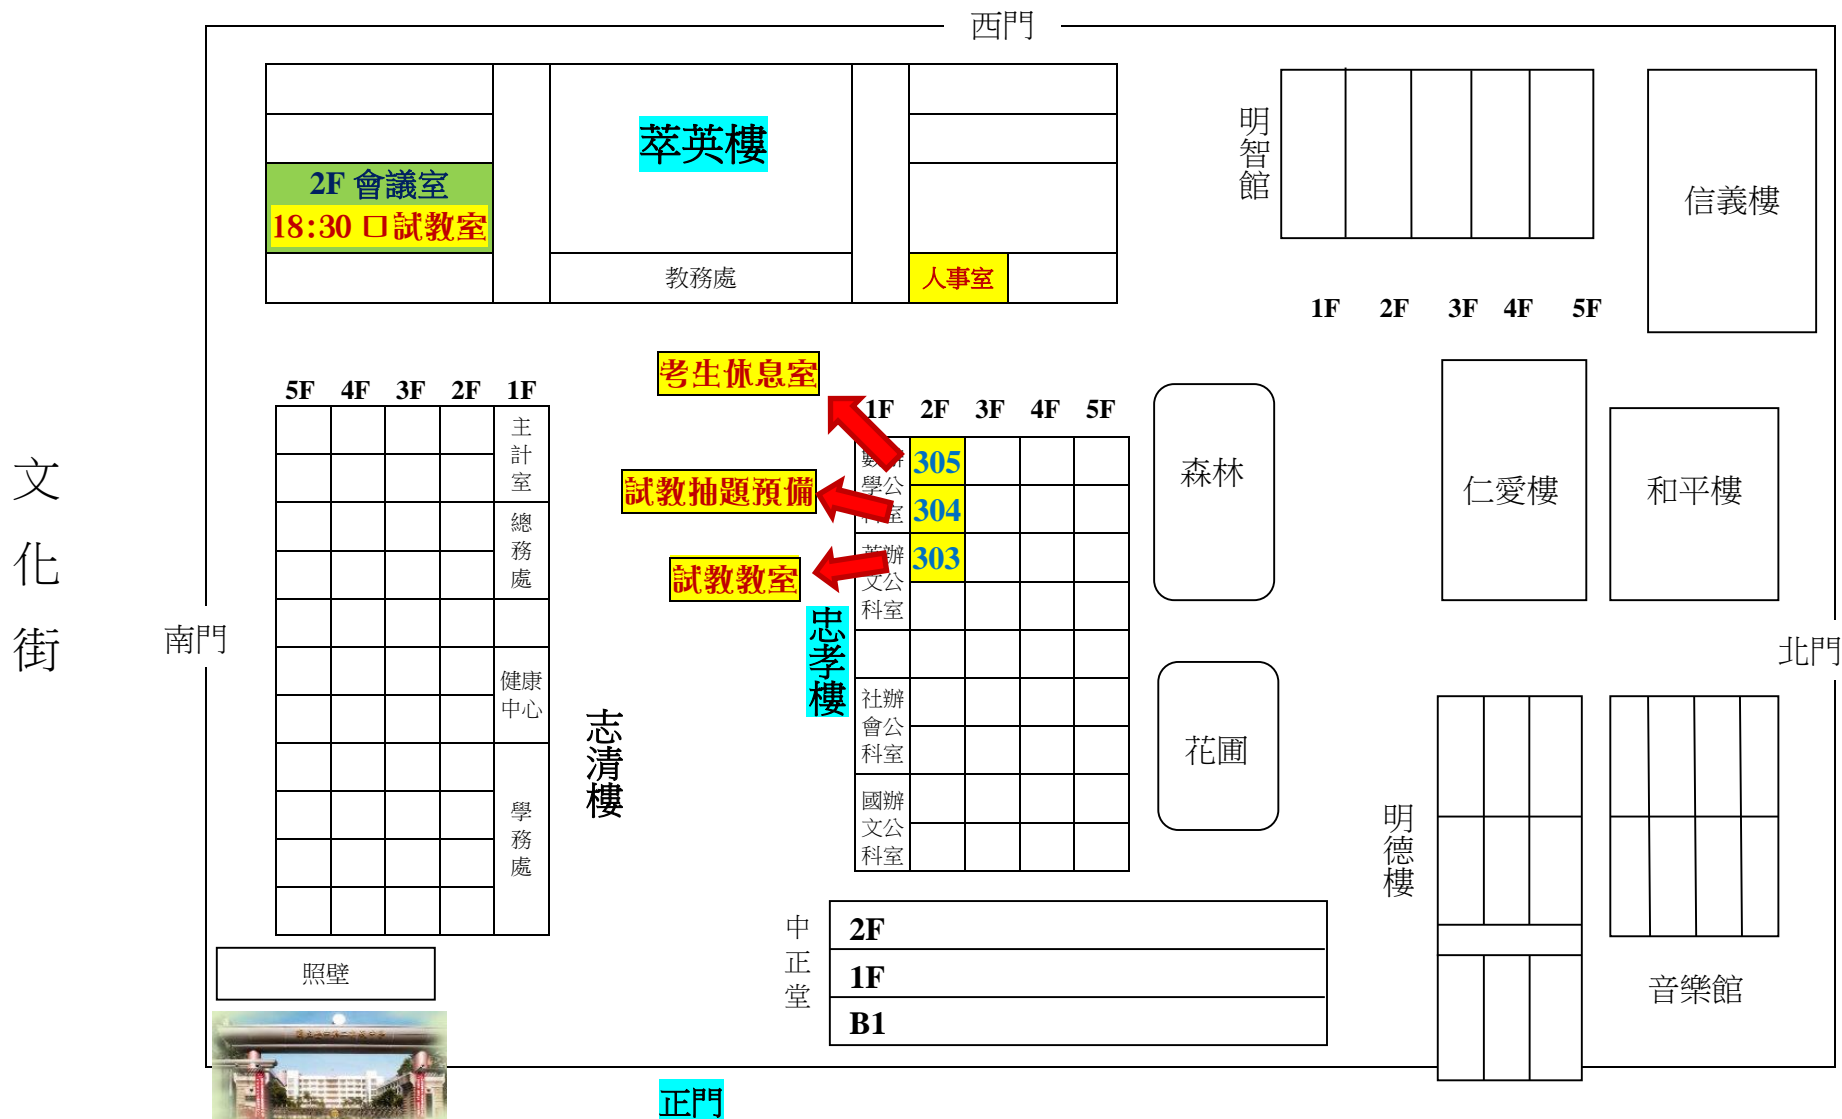 西門
萃英樓
2F 會議室
18:30 口試教室
教務處
人事室
明智館
1F 2F 3F 4F 5F
信義樓
考生休息室
試教抽題預備
試教教室
5F 4F 3F 2F 1F
主計室
總務處
健康中心
學務處
志清樓
1F 2F 3F 4F 5F
305
304
303
英文科辦公室
社會科辦公室
國文科辦公室
忠孝樓
森林
花圃
仁愛樓
和平樓
文化街
南門
北門
明德樓
音樂館
中正堂
2F
1F
B1
照壁
正門